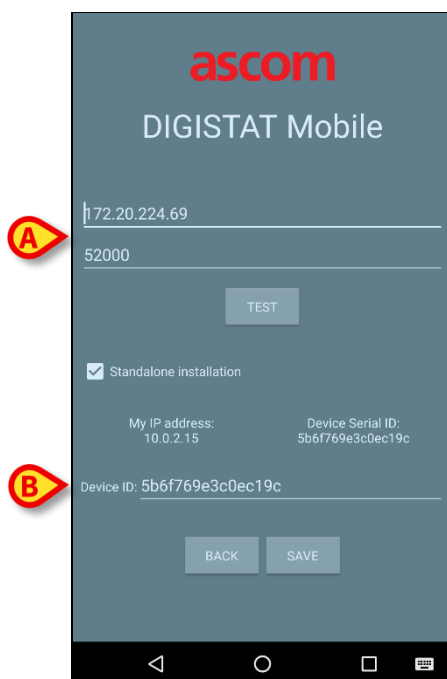 ascom
DIGISTAT Mobile
172.20.224.69
A
52000
TEST
Standalone installation
My IP address:
10.0.2.15
Device Serial ID:
5b6f769e3c0ec19c
B
Device ID: 5b6f769e3c0ec19c
BACK
SAVE